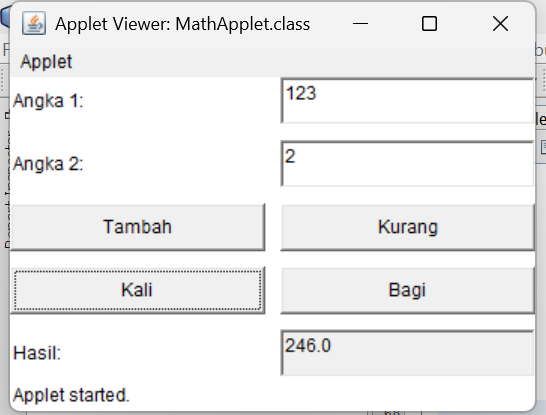 Applet Viewer: MathApplet.class
Applet
Angka 1: 123
Angka 2: 2
Tambah Kurang
Kali Bagi
Hasil: 246.0
Applet started.